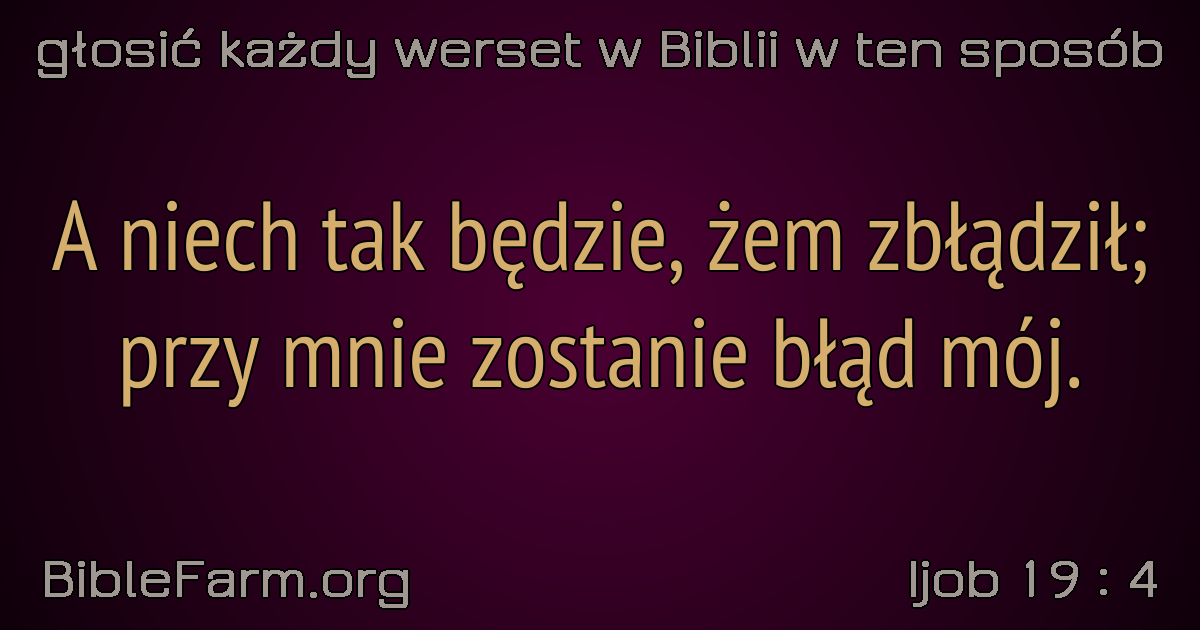 głosić każdy werset w Biblii w ten sposób
A niech tak będzie, żem zbłądził;
przy mnie zostanie błąd mój.
BibleFarm.org
Ijob 19 : 4